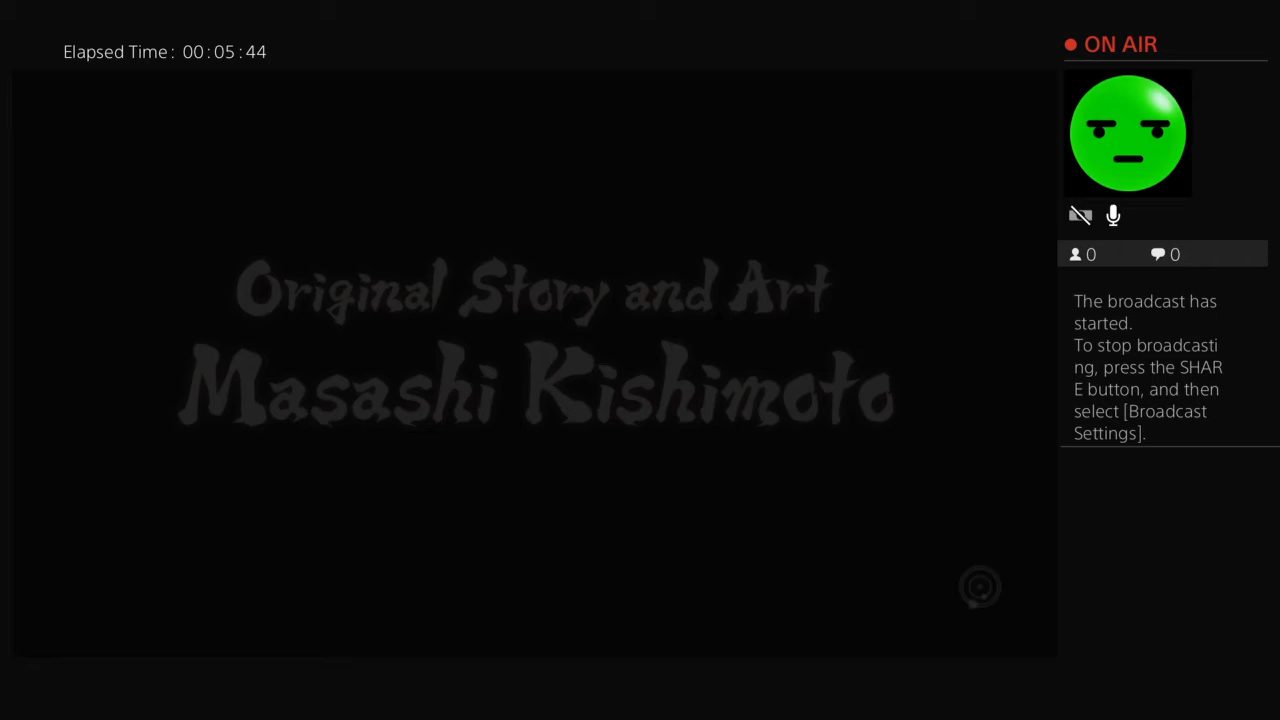 Elapsed Time: 00:05:44
ON AIR
Original Story and Art
Masashi Kishimoto
0
0
The broadcast has
started.
To stop broadcasti
ng, press the SHAR
E button, and then
select [Broadcast
Settings].